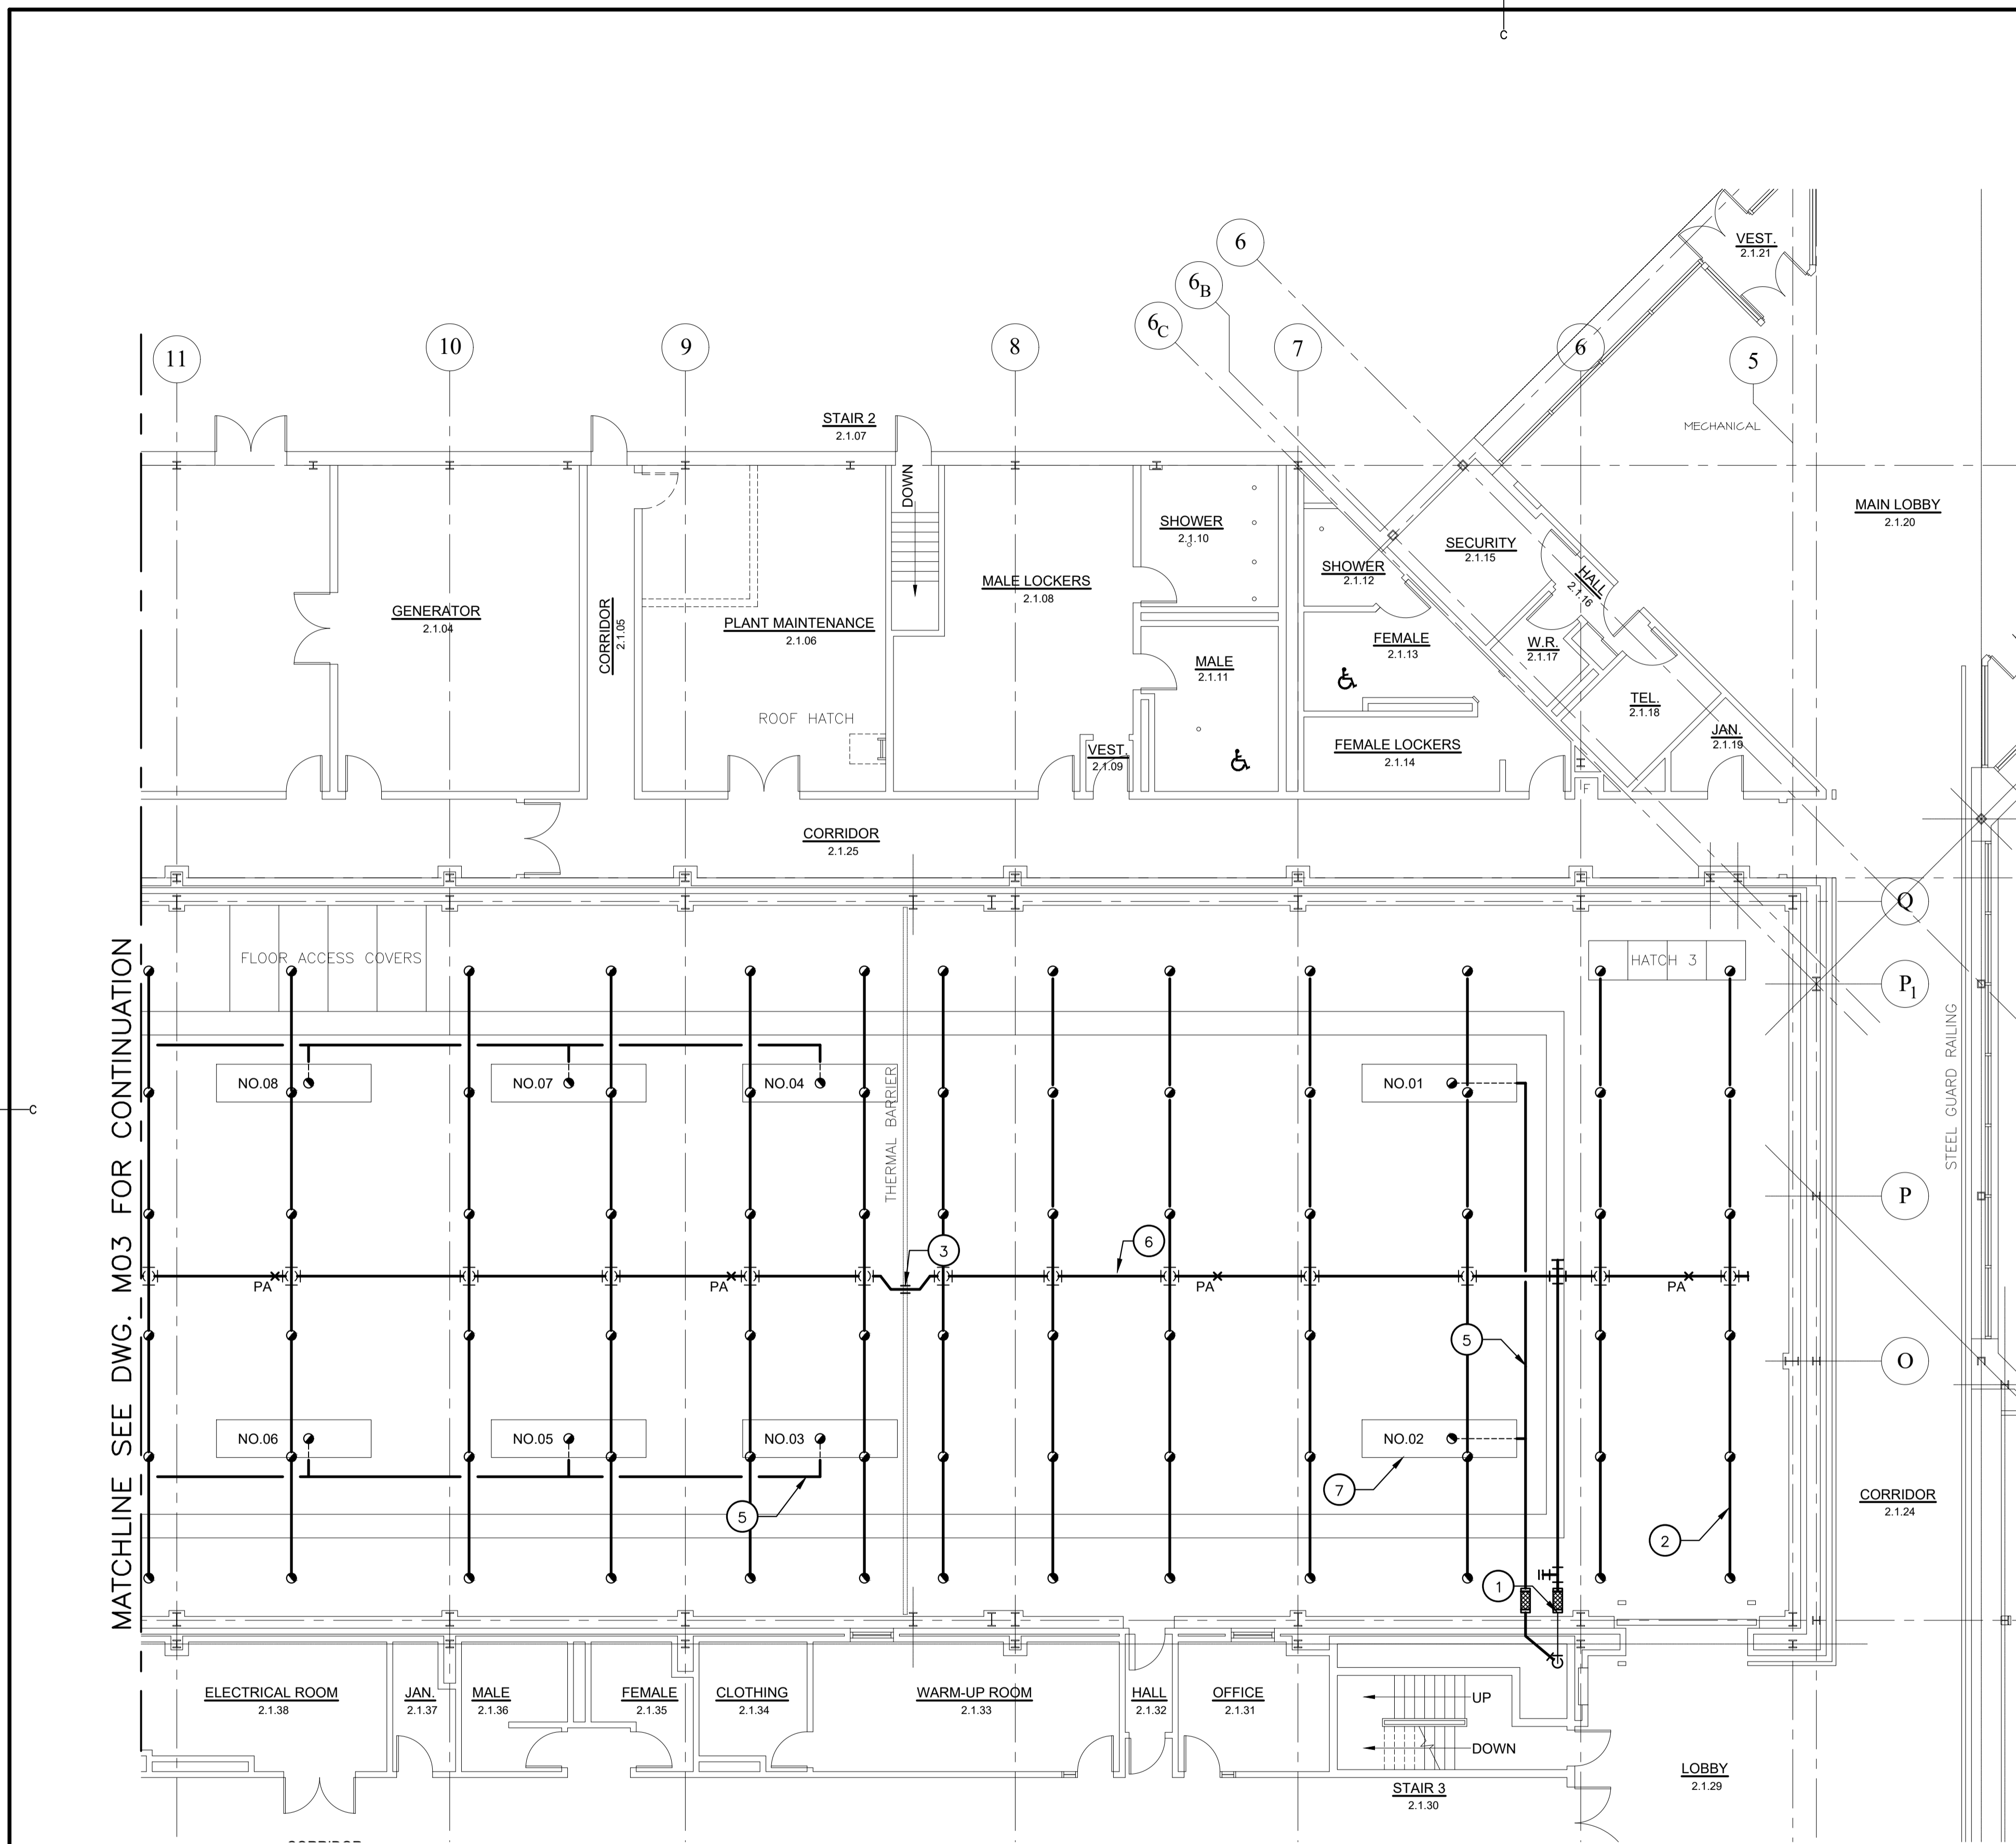 C
6
6B
6C
11
10
9
8
7
6
5
VEST.
2.1.21
STAIR 2
2.1.07
MECHANICAL
MAIN LOBBY
2.1.20
DOWN
SHOWER
2.1.10
SECURITY
2.1.15
SHOWER
2.1.12
HALL
2.1.16
MALE LOCKERS
2.1.08
GENERATOR
2.1.04
CORRIDOR
2.1.05
PLANT MAINTENANCE
2.1.06
FEMALE
2.1.13
W.R.
2.1.17
MALE
2.1.11
TEL.
2.1.18
ROOF HATCH
JAN.
2.1.19
VEST.
2.1.09
FEMALE LOCKERS
2.1.14
F
CORRIDOR
2.1.25
Q
FLOOR ACCESS COVERS
HATCH 3
P1
MATCHLINE SEE DWG. M03 FOR CONTINUATION
STEEL GUARD RAILING
NO.08
NO.07
NO.04
NO.01
C
THERMAL BARRIER
P
3
6
PA
PA
PA
PA
5
O
NO.06
NO.05
NO.03
NO.02
7
5
2
CORRIDOR
2.1.24
1
ELECTRICAL ROOM
2.1.38
JAN.
2.1.37
MALE
2.1.36
FEMALE
2.1.35
CLOTHING
2.1.34
WARM-UP ROOM
2.1.33
HALL
2.1.32
OFFICE
2.1.31
UP
DOWN
STAIR 3
2.1.30
LOBBY
2.1.29